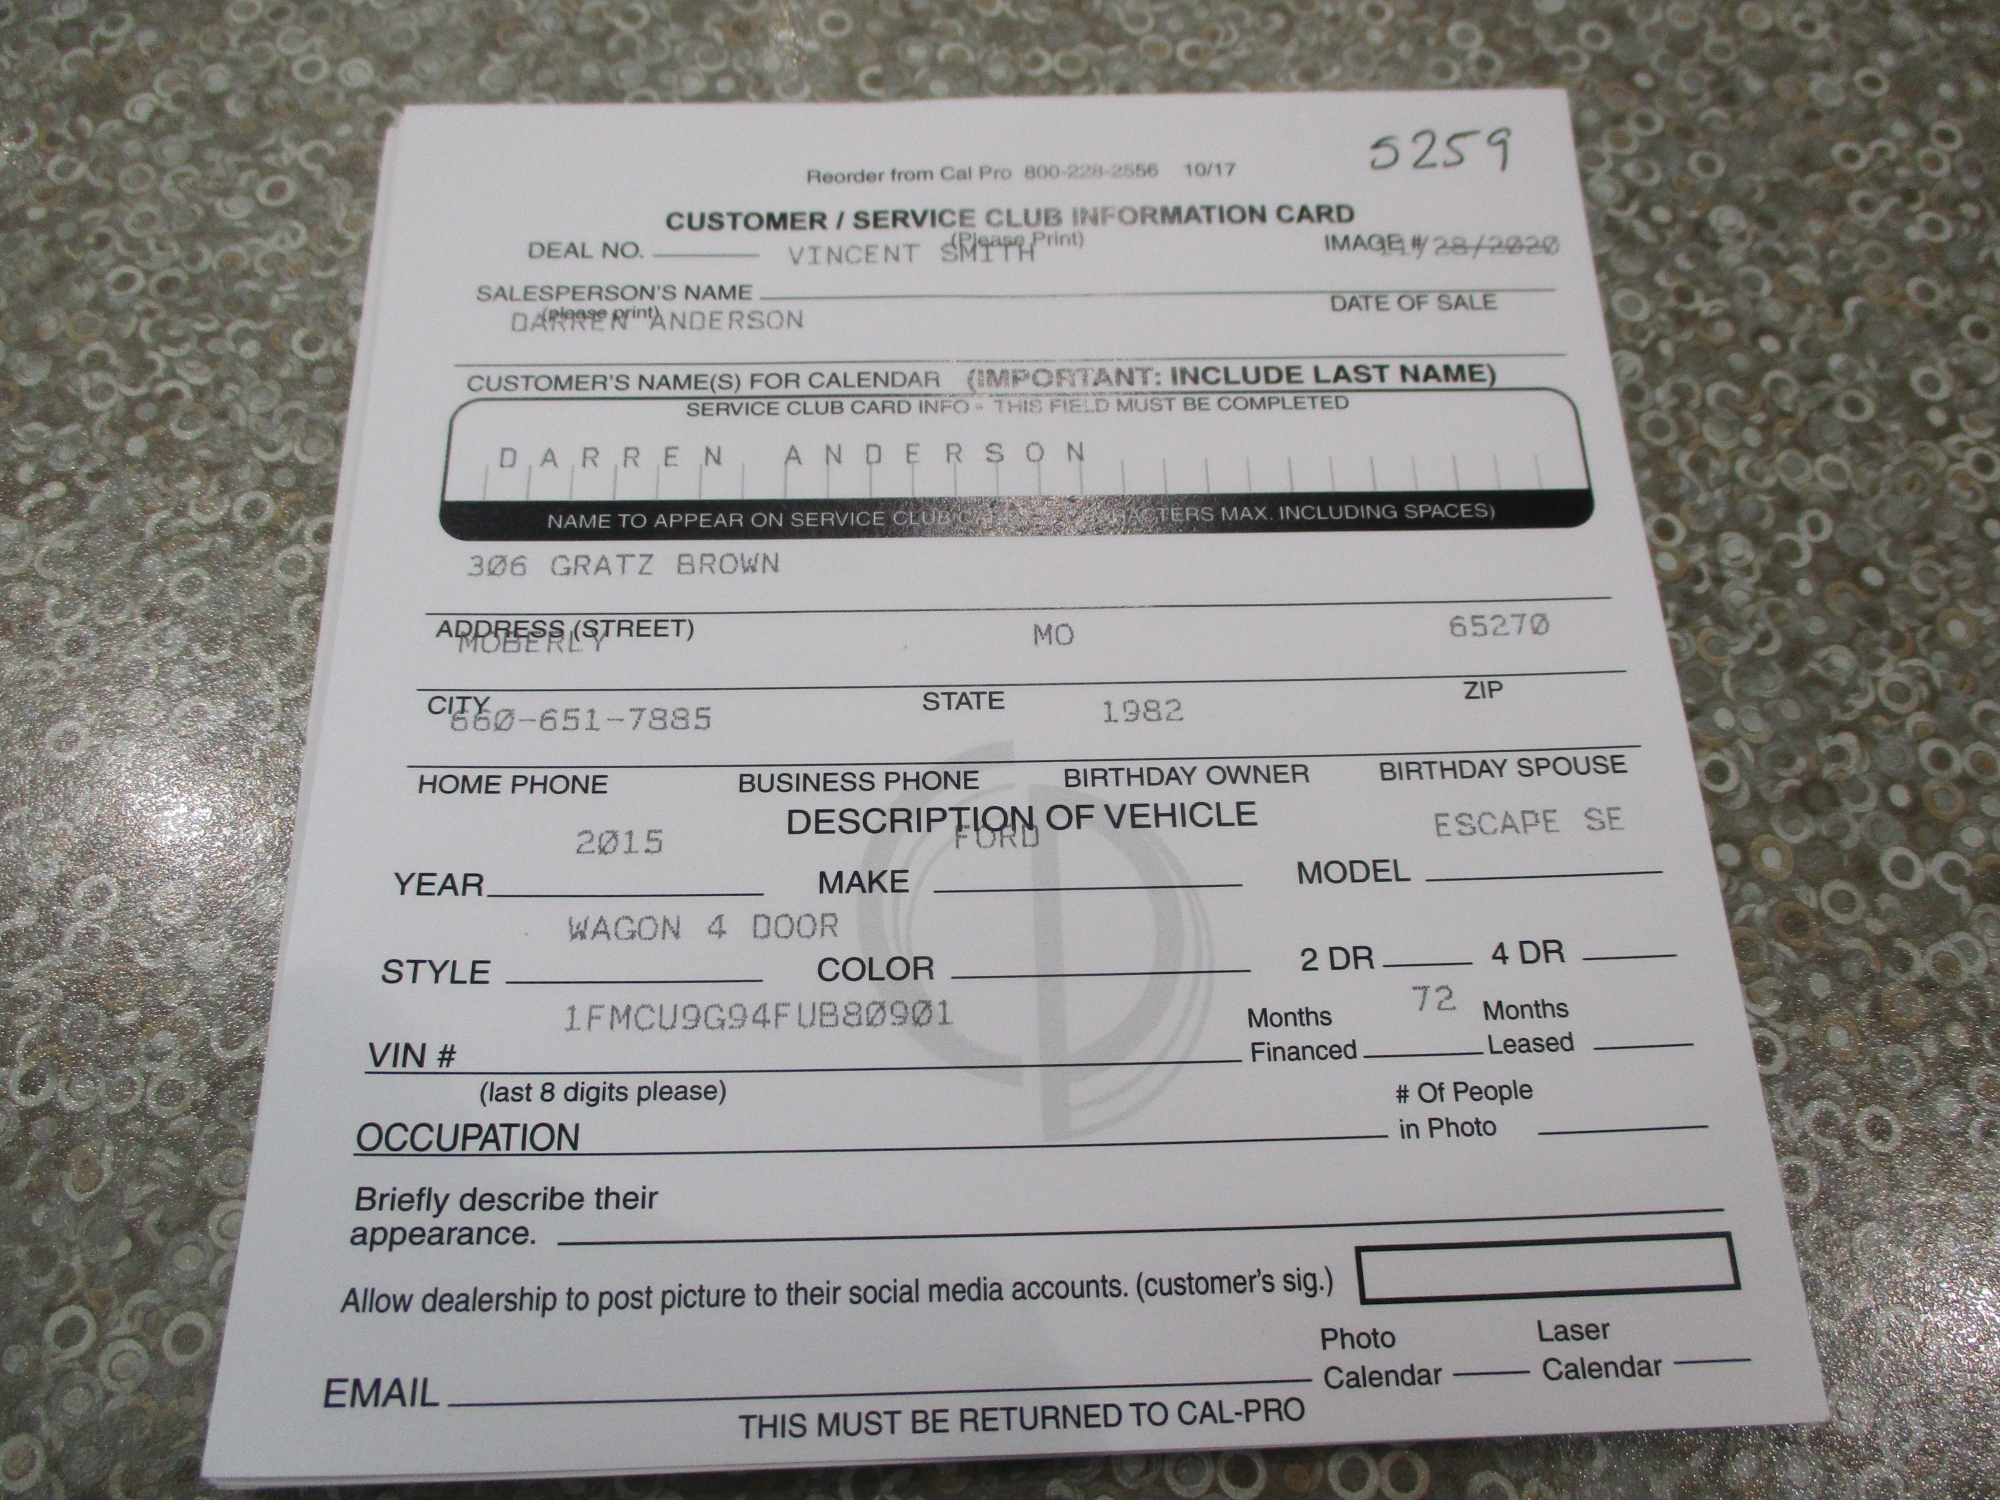 5259
Reorder from Cal Pro 800-228-2556 10/17
CUSTOMER / SERVICE CLUB INFORMATION CARD
(Please Print)
DEAL NO. VINCENT SMITH IMAGE # 11/28/2020
SALESPERSON'S NAME DATE OF SALE
(please print)
DARREN ANDERSON
CUSTOMER'S NAME(S) FOR CALENDAR (IMPORTANT: INCLUDE LAST NAME)
SERVICE CLUB CARD INFO - THIS FIELD MUST BE COMPLETED
DARREN ANDERSON
NAME TO APPEAR ON SERVICE CLUB CHARACTERS MAX. INCLUDING SPACES)
306 GRATZ BROWN
ADDRESS (STREET)
MOBERLY MO 65270
CITY STATE ZIP
660-651-7885 1982
HOME PHONE BUSINESS PHONE BIRTHDAY OWNER BIRTHDAY SPOUSE
DESCRIPTION OF VEHICLE
2015 FORD ESCAPE SE
YEAR MAKE MODEL
WAGON 4 DOOR
STYLE COLOR 2 DR 4 DR
1FMCU9G94FUB80901 72
VIN # Months Financed Months Leased
(last 8 digits please)
OCCUPATION # Of People in Photo
Briefly describe their
appearance.
Allow dealership to post picture to their social media accounts. (customer's sig.)
EMAIL Photo Calendar Laser Calendar
THIS MUST BE RETURNED TO CAL-PRO